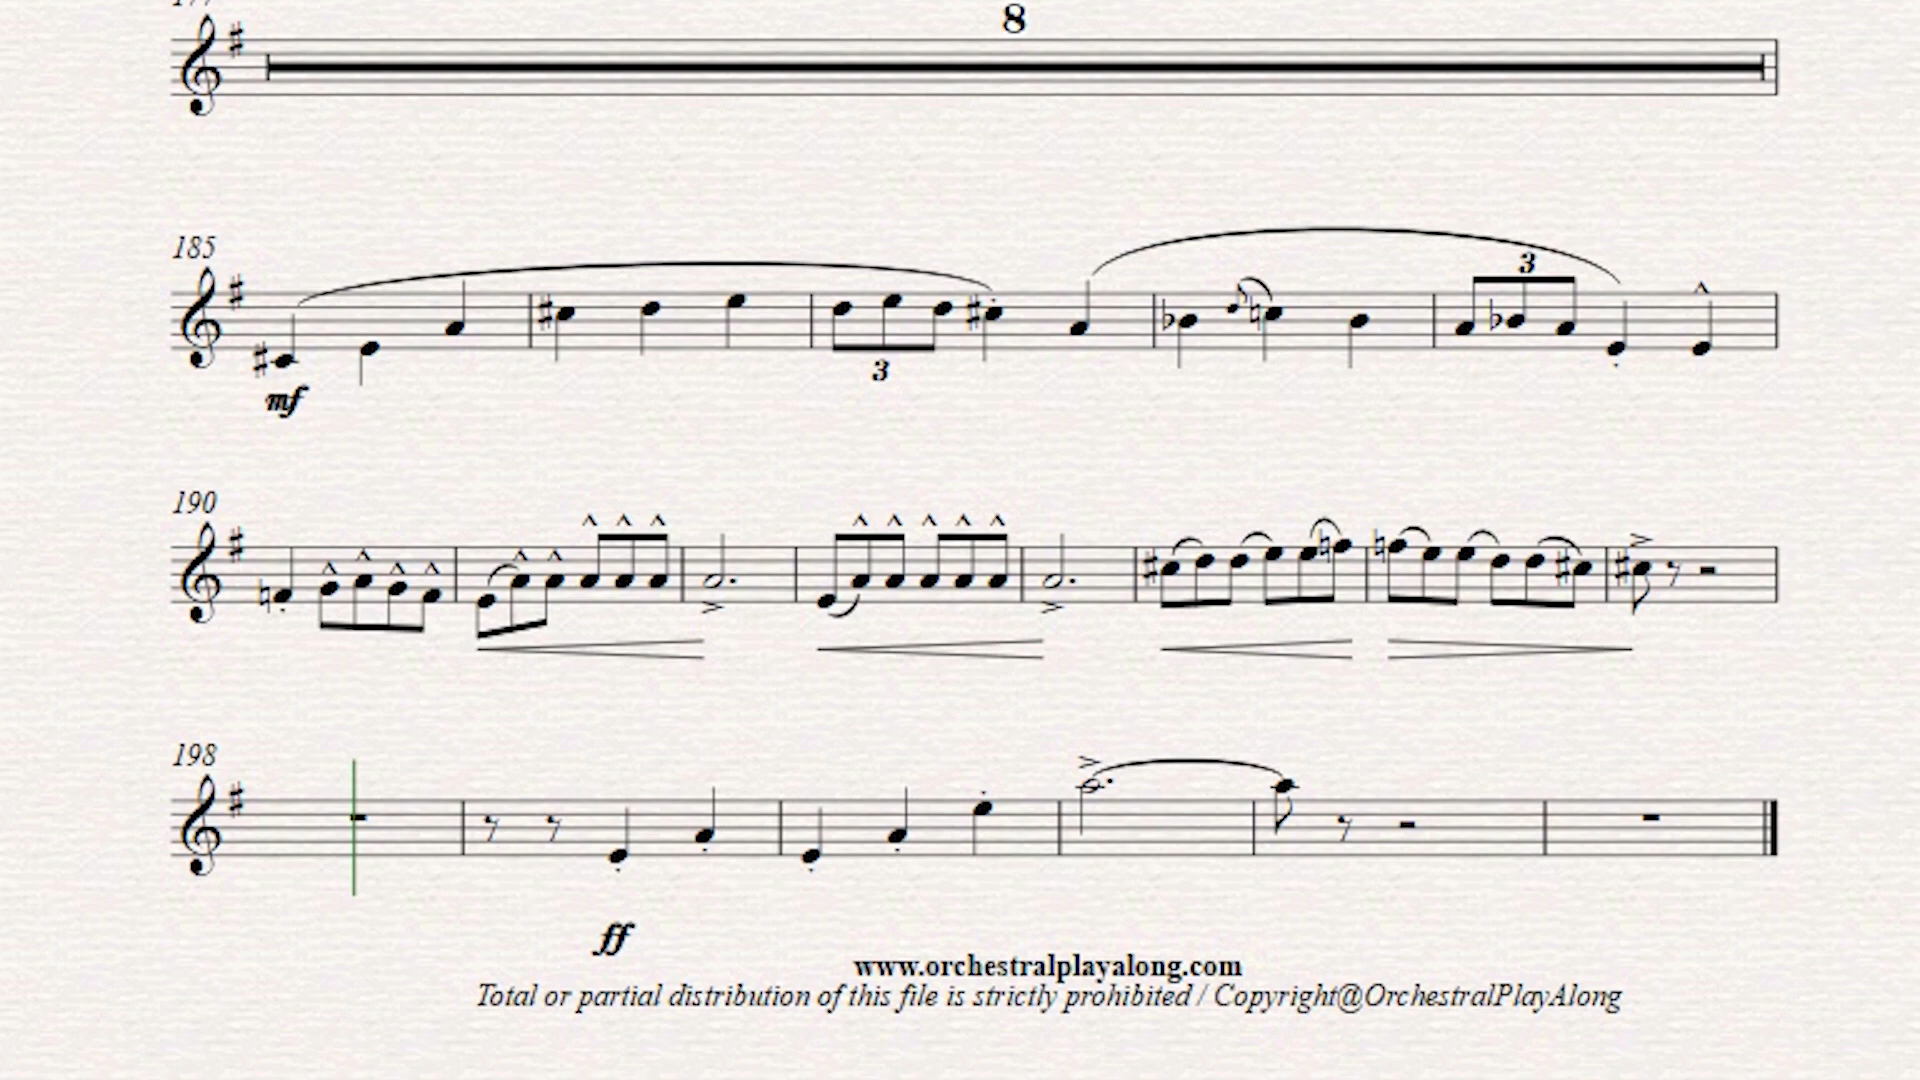 8
185
3
3
mf
190
198
ff
www.orchestralplayalong.com
Total or partial distribution of this file is strictly prohibited / Copyright@OrchestralPlayAlong